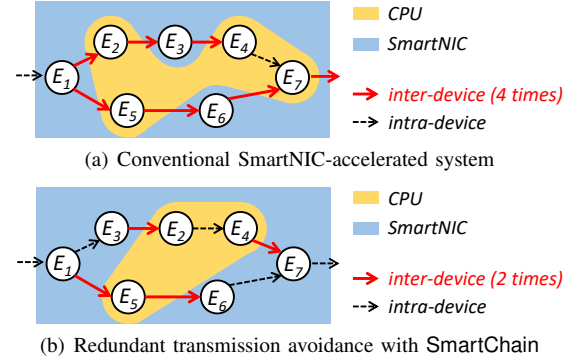 E2 E3 E4
E1 E7
E5 E6
CPU
SmartNIC
inter-device (4 times)
intra-device
(a) Conventional SmartNIC-accelerated system
E3 E2 E4
E1 E7
E5 E6
CPU
SmartNIC
inter-device (2 times)
intra-device
(b) Redundant transmission avoidance with SmartChain